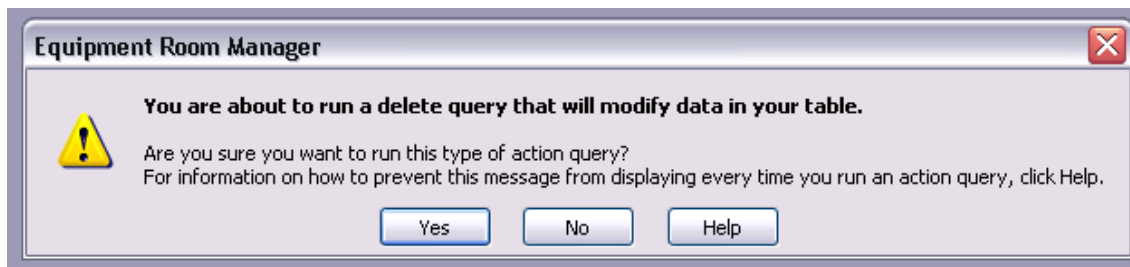 Equipment Room Manager
You are about to run a delete query that will modify data in your table.
Are you sure you want to run this type of action query?
For information on how to prevent this message from displaying every time you run an action query, click Help.
Yes No Help